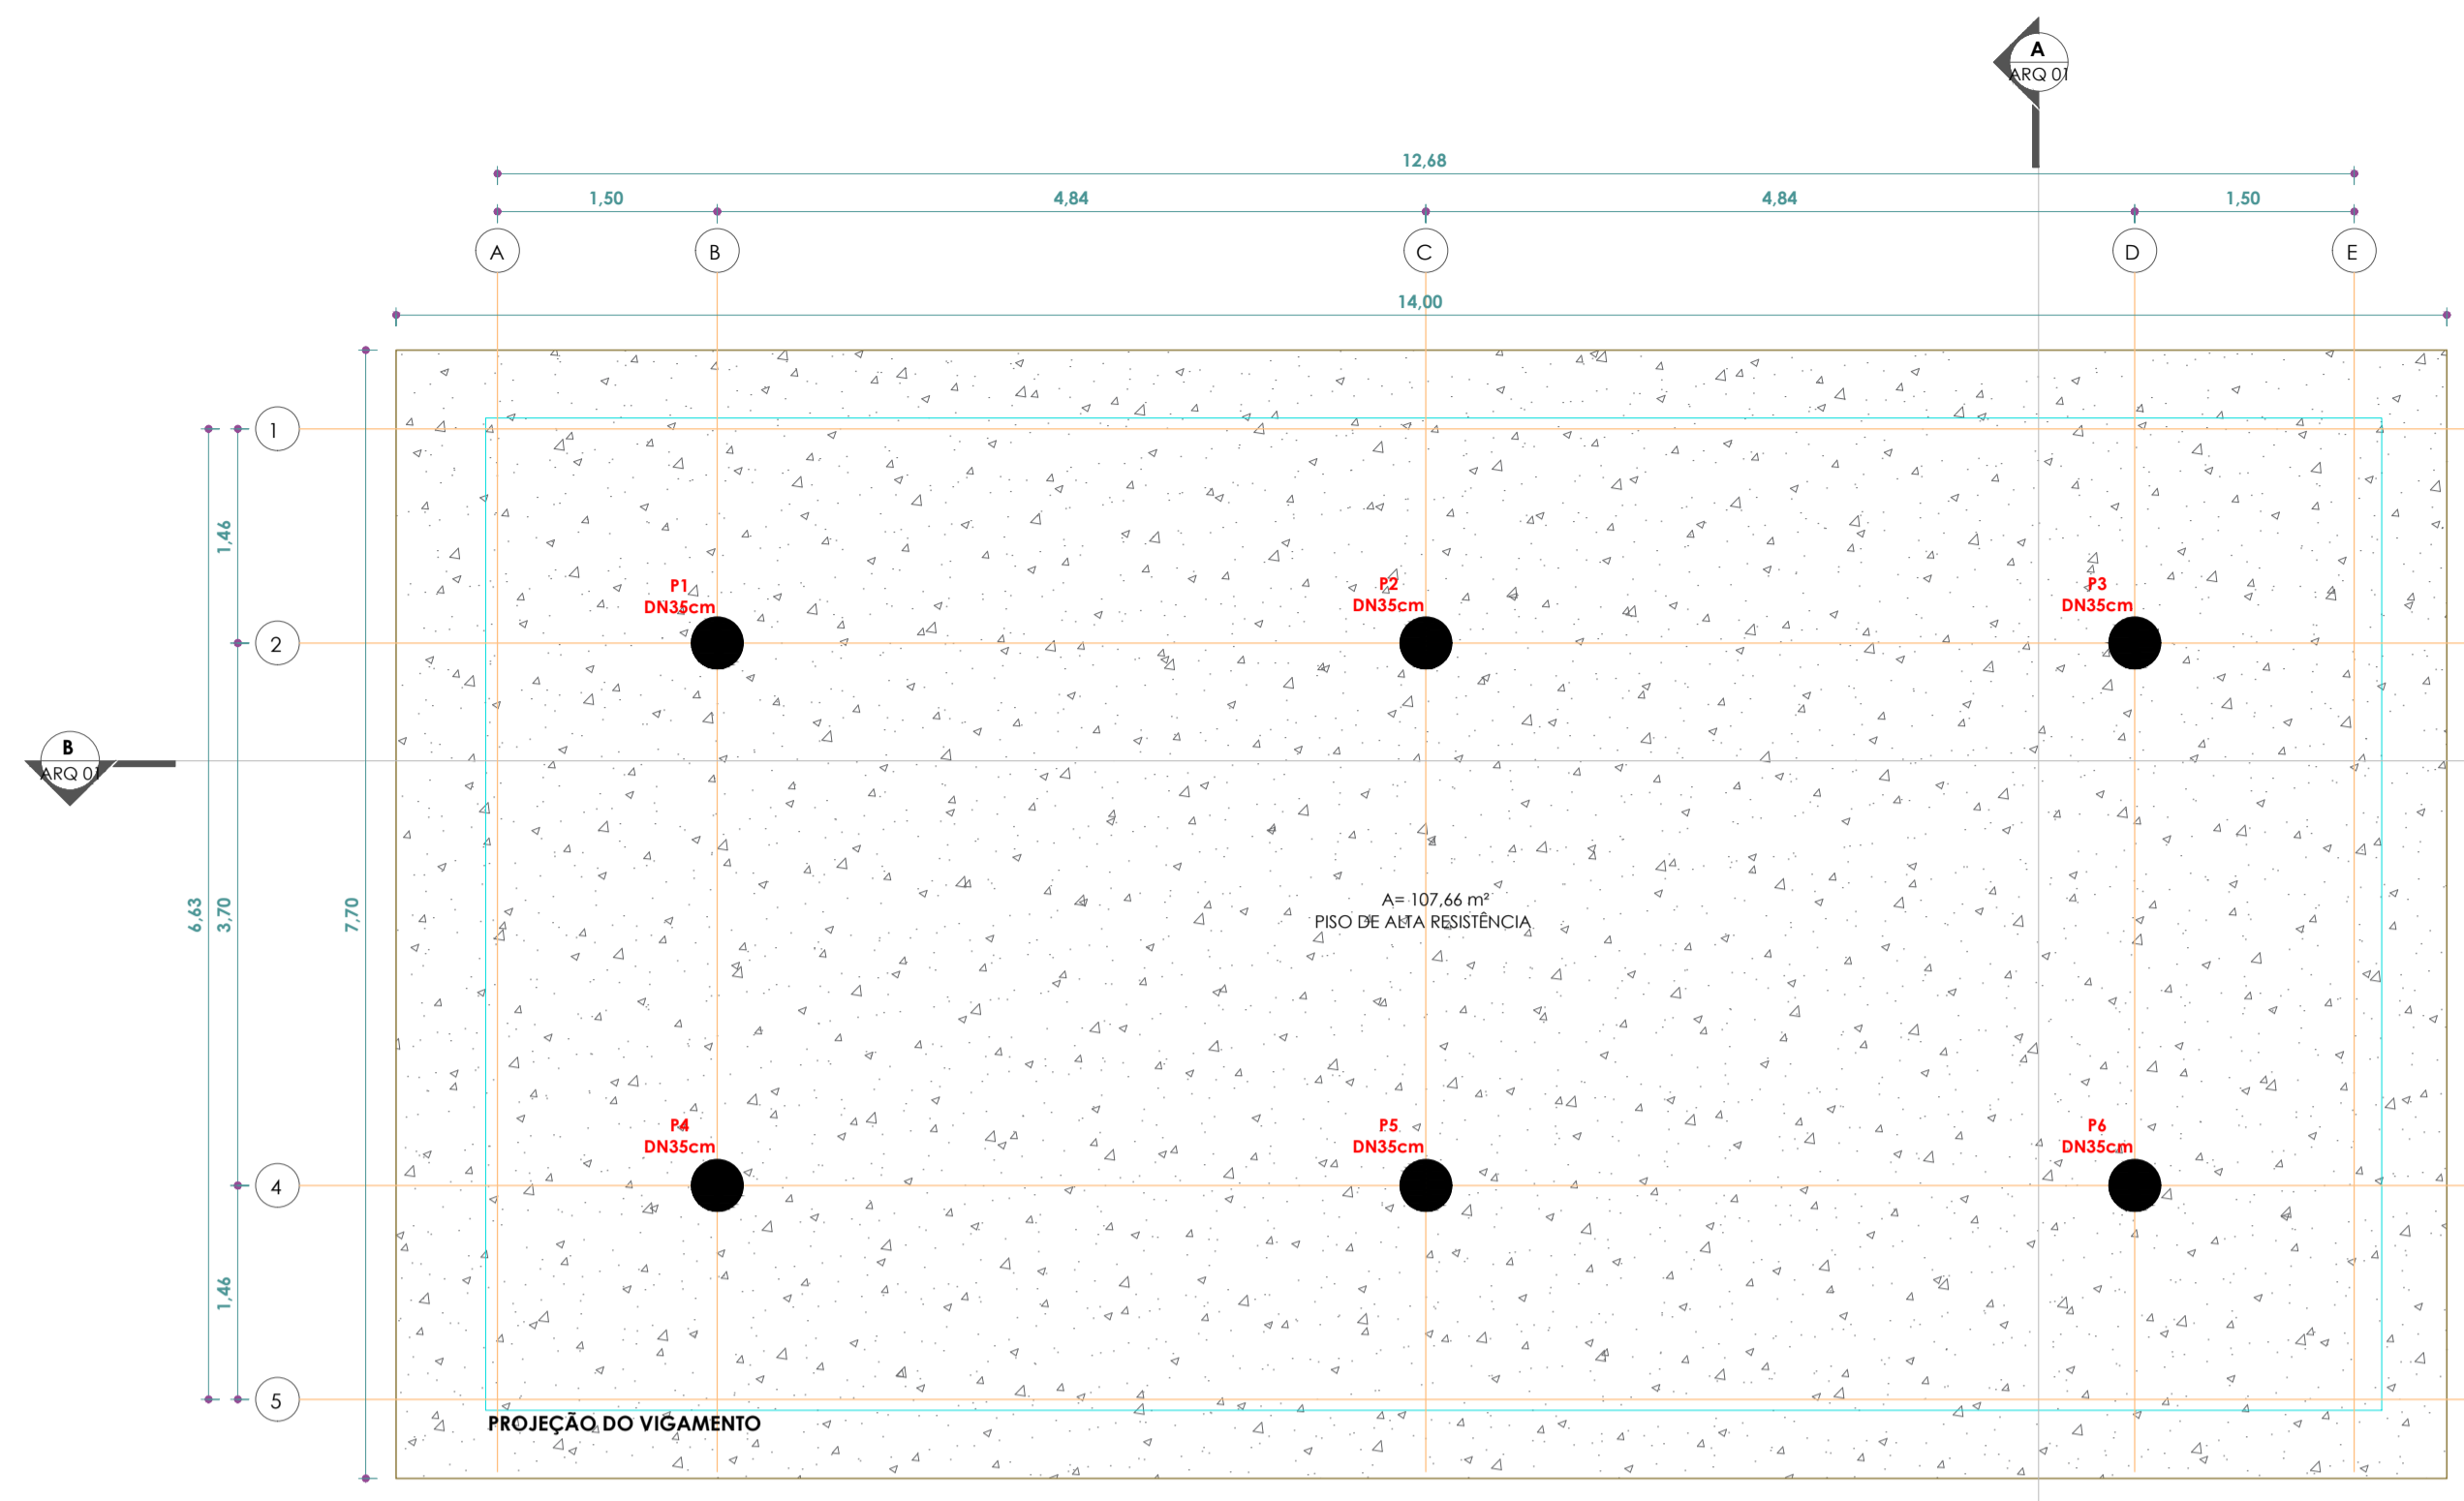 A
ARQ 01
12,68
1,50
4,84
4,84
1,50
A
B
C
D
E
14,00
1
1,46
P1
DN35cm
P2
DN35cm
P3
DN35cm
2
B
ARQ 01
6,63
3,70
7,70
A= 107,66 m²
PISO DE ALTA RESISTÊNCIA
P4
DN35cm
P5
DN35cm
P6
DN35cm
4
1,46
5
PROJEÇÃO DO VIGAMENTO